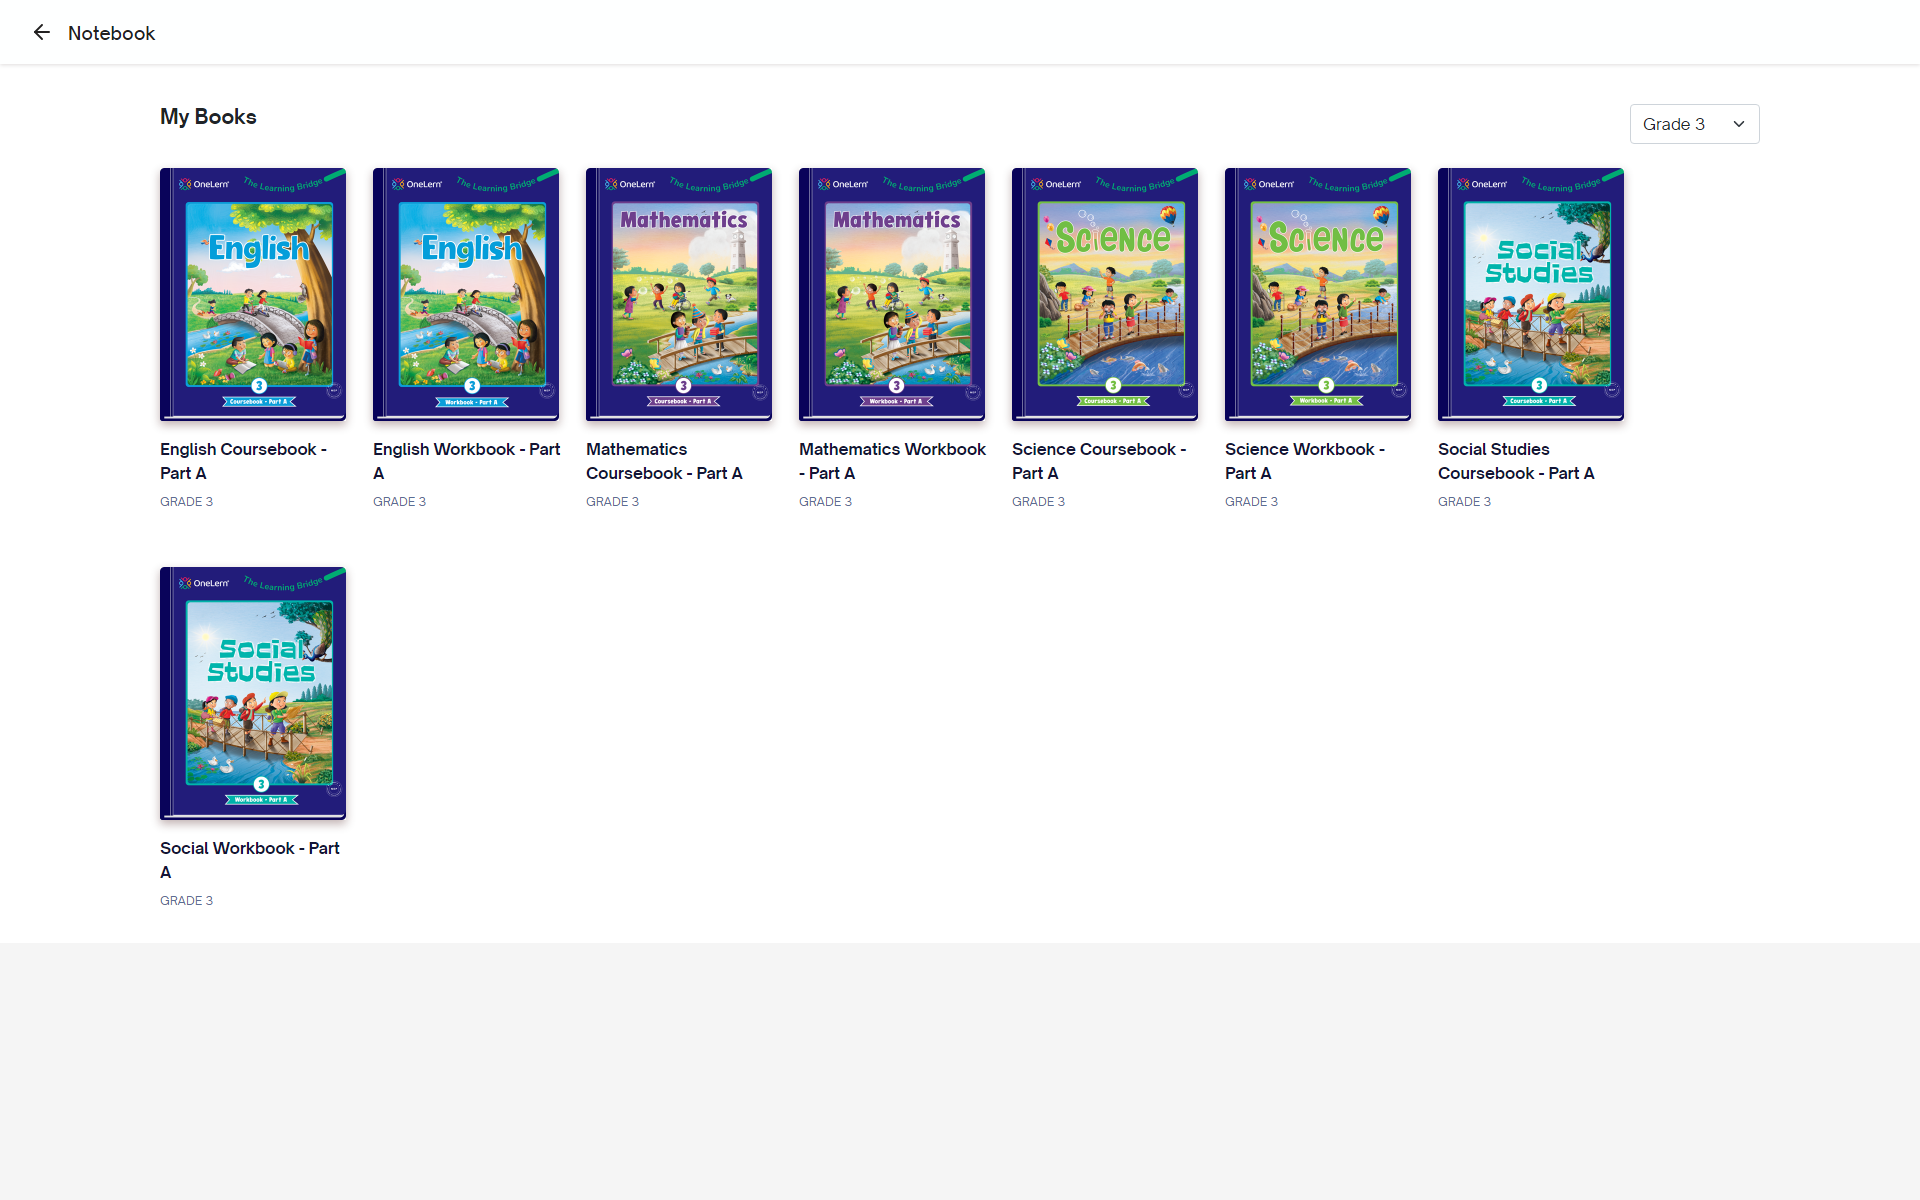 Notebook
My Books
Grade 3
OneLern
The Learning Bridge
English
3
Coursebook - Part A
English Coursebook -
Part A
GRADE 3
OneLern
The Learning Bridge
English
3
Workbook - Part A
English Workbook - Part
A
GRADE 3
OneLern
The Learning Bridge
Mathematics
3
Coursebook - Part A
Mathematics
Coursebook - Part A
GRADE 3
OneLern
The Learning Bridge
Mathematics
3
Workbook - Part A
Mathematics Workbook
- Part A
GRADE 3
OneLern
The Learning Bridge
Science
3
Coursebook - Part A
Science Coursebook -
Part A
GRADE 3
OneLern
The Learning Bridge
Science
3
Workbook - Part A
Science Workbook -
Part A
GRADE 3
OneLern
The Learning Bridge
Social
Studies
3
Coursebook - Part A
Social Studies
Coursebook - Part A
GRADE 3
OneLern
The Learning Bridge
Social
Studies
3
Workbook - Part A
Social Workbook - Part
A
GRADE 3